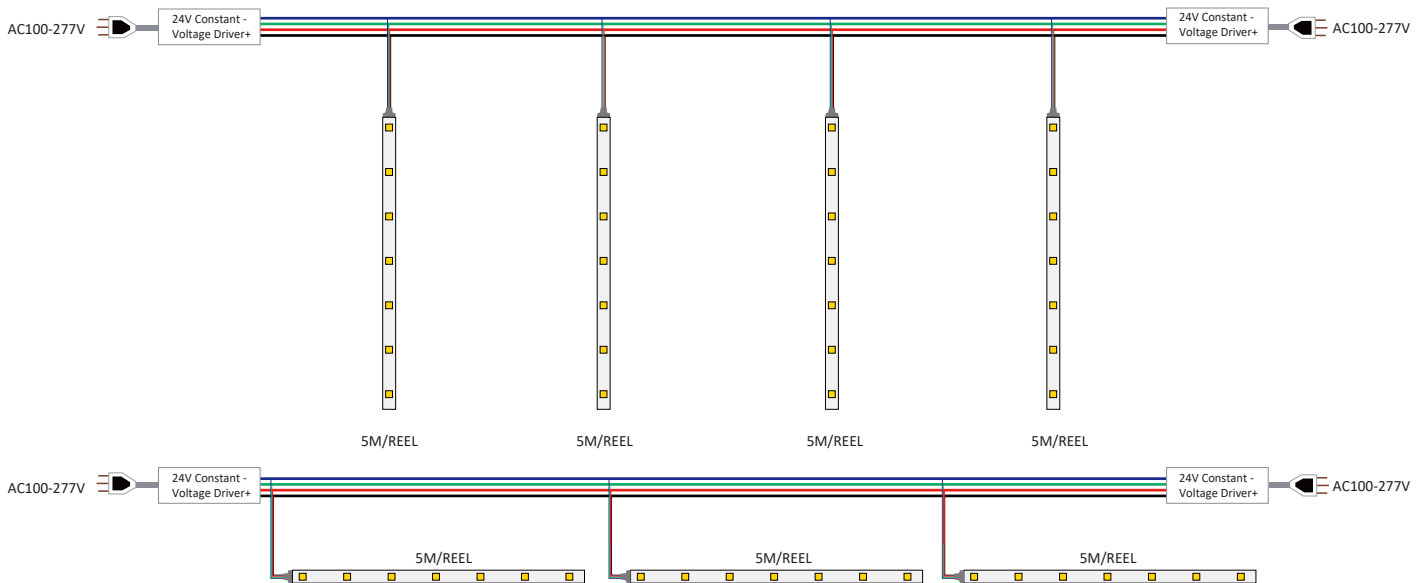 AC100-277V
24V Constant -
Voltage Driver+
24V Constant -
Voltage Driver+
AC100-277V
5M/REEL
5M/REEL
5M/REEL
5M/REEL
AC100-277V
24V Constant -
Voltage Driver+
24V Constant -
Voltage Driver+
AC100-277V
5M/REEL
5M/REEL
5M/REEL